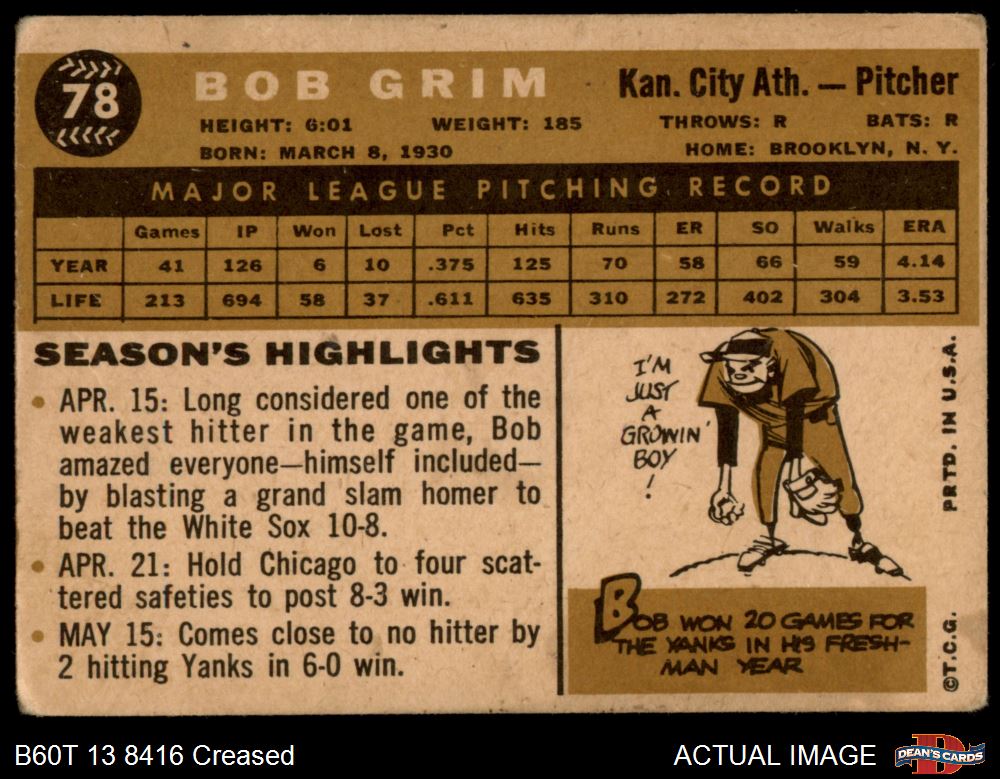 78
BOB GRIM
Kan. City Ath. — Pitcher
HEIGHT: 6:01 WEIGHT: 185 THROWS: R BATS: R
BORN: MARCH 8, 1930 HOME: BROOKLYN, N. Y.
MAJOR LEAGUE PITCHING RECORD
Games IP Won Lost Pct Hits Runs ER SO Walks ERA
YEAR 41 126 6 10 .375 125 70 58 66 59 4.14
LIFE 213 694 58 37 .611 635 310 272 402 304 3.53
SEASON'S HIGHLIGHTS
• APR. 15: Long considered one of the
weakest hitter in the game, Bob
amazed everyone—himself included—
by blasting a grand slam homer to
beat the White Sox 10-8.
• APR. 21: Hold Chicago to four scat-
tered safeties to post 8-3 win.
• MAY 15: Comes close to no hitter by
2 hitting Yanks in 6-0 win.
I'M
JUST
A
GROWIN'
BOY
!
BOB WON 20 GAMES FOR
THE YANKS IN HIS FRESH-
MAN YEAR
PRTD. IN U.S.A.
©T.C.G.
B60T 13 8416 Creased
ACTUAL IMAGE
D
DEAN'S CARDS